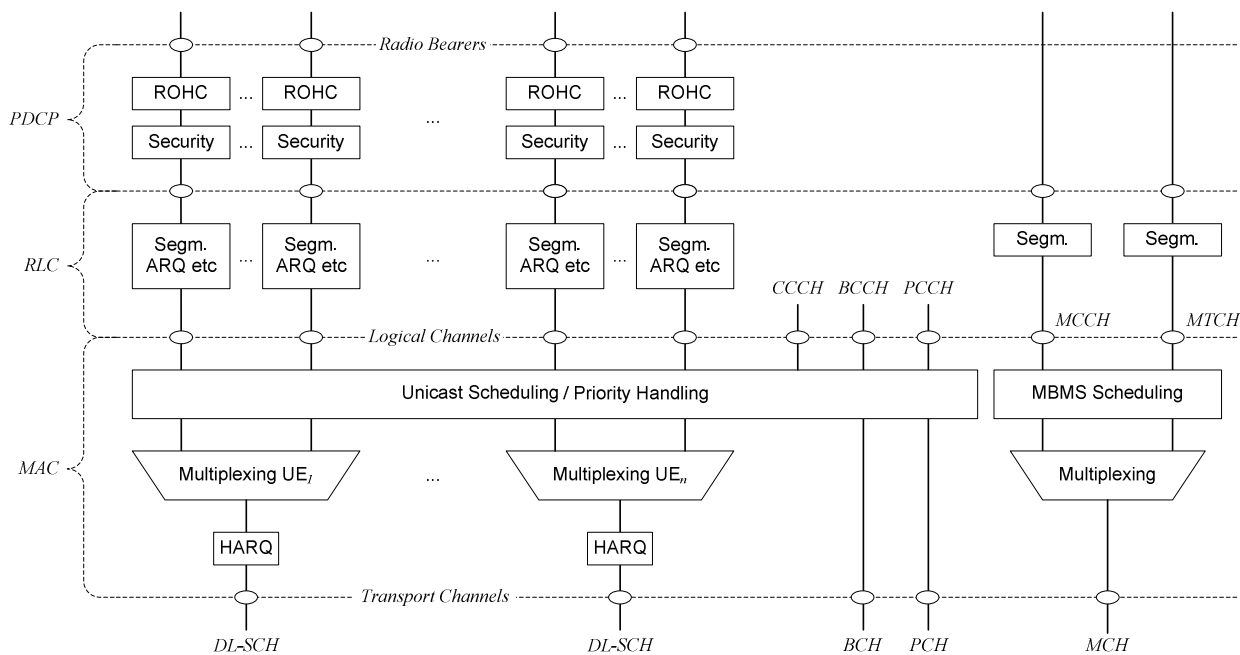 Radio Bearers
ROHC ... ROHC ROHC ... ROHC
PDCP
...
Security ... Security Security ... Security
Segm. Segm. Segm. Segm. Segm. Segm.
ARQ etc ... ARQ etc ... ARQ etc ... ARQ etc
RLC
CCCH BCCH PCCH
MCCH MTCH
Logical Channels
Unicast Scheduling / Priority Handling MBMS Scheduling
MAC
Multiplexing UE1 ... Multiplexing UEn Multiplexing
HARQ HARQ
Transport Channels
DL-SCH DL-SCH BCH PCH MCH